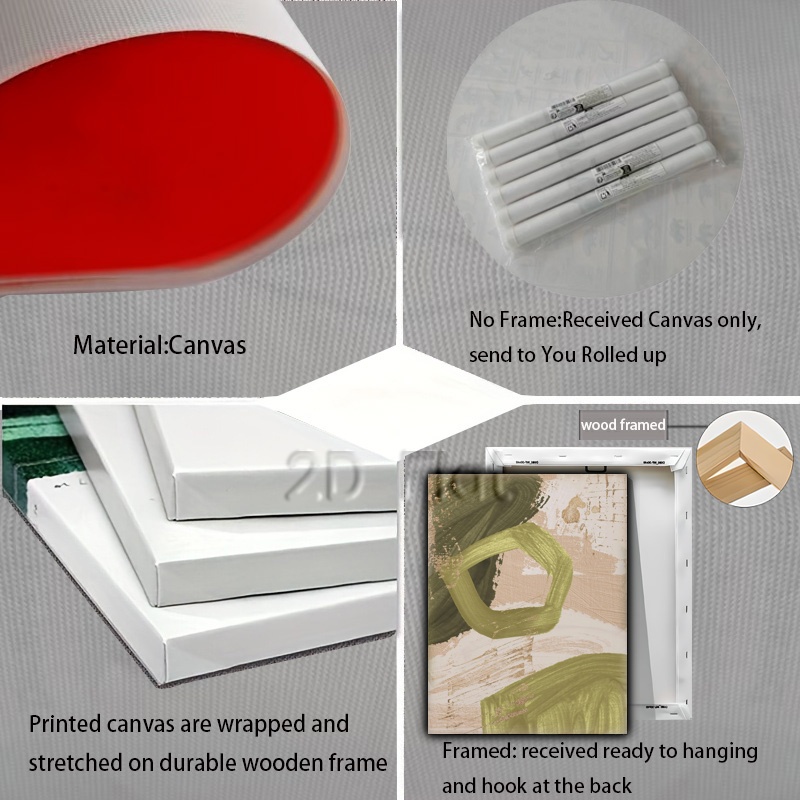 Material:Canvas
No Frame:Received Canvas only,
send to You Rolled up
wood framed
2D
Printed canvas are wrapped and
stretched on durable wooden frame
Framed: received ready to hanging
and hook at the back